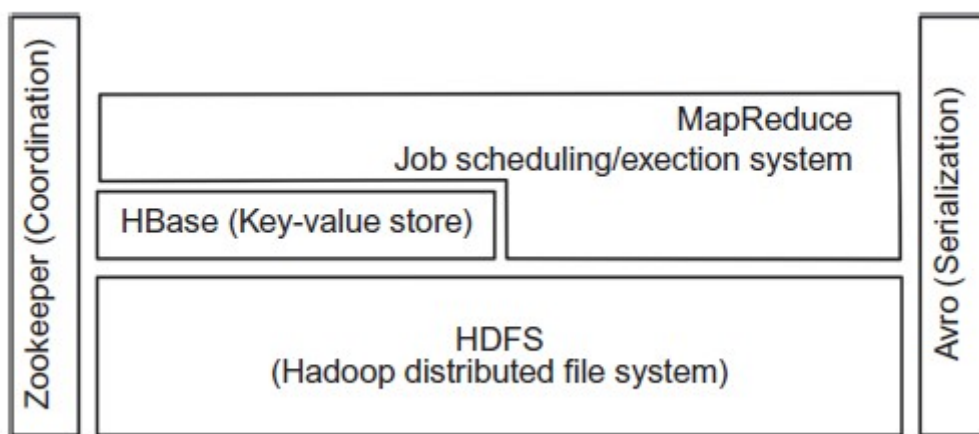 Zookeeper (Coordination)
MapReduce
Job scheduling/exection system
HBase (Key-value store)
HDFS
(Hadoop distributed file system)
Avro (Serialization)